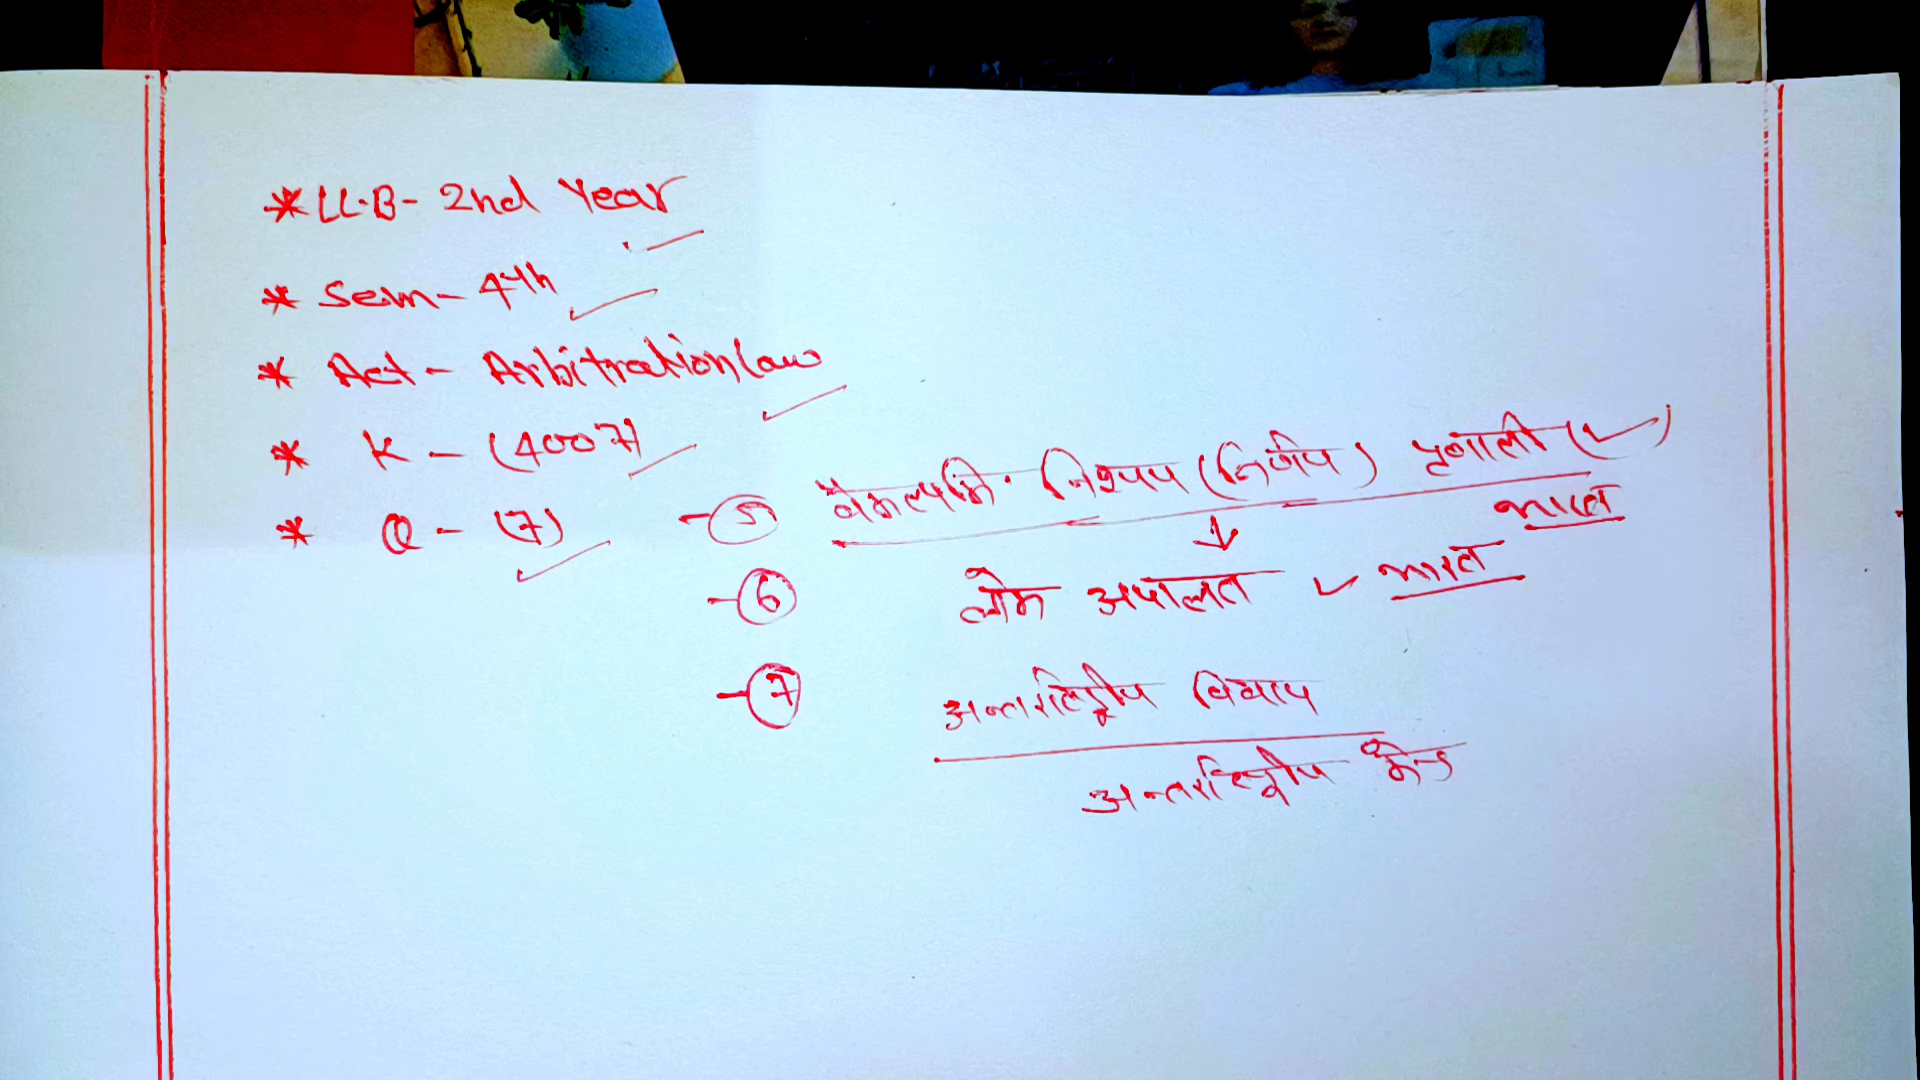 * LL.B- 2nd Year
* Sem- 4th
* Act - Arbitration law
* K - (4007)
* Q - (7)
- 5 वैकल्पिक निश्चय (निर्णय) प्रणाली
भारत
- 6 लोक अदालत भारत
- 7 अन्तर्राष्ट्रीय विवाद
अन्तर्राष्ट्रीय केन्द्र